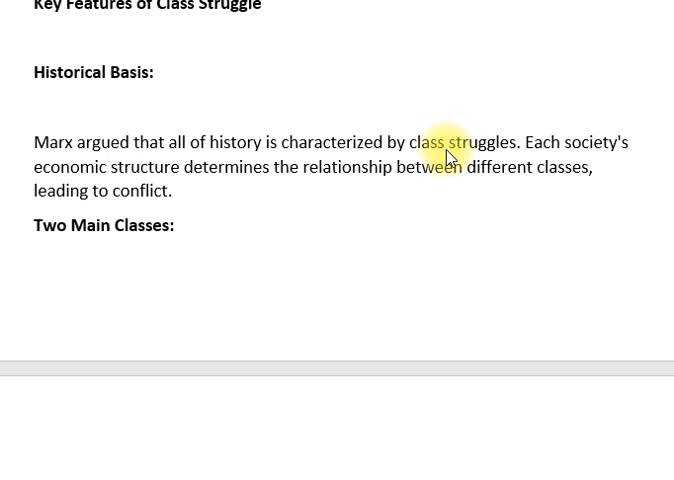 Key Features of Class Struggle
Historical Basis:
Marx argued that all of history is characterized by class struggles. Each society's
economic structure determines the relationship between different classes,
leading to conflict.
Two Main Classes: